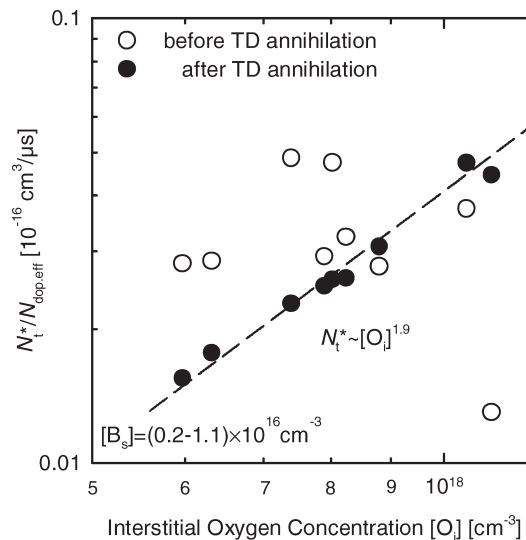 0.1
before TD annihilation
after TD annihilation
Nₜ*/N_dop.eff [10⁻¹⁶ cm³/μs]
Nₜ*~[Oᵢ]¹·⁹
[Bₛ]=(0.2-1.1)×10¹⁶cm⁻³
0.01
5 6 7 8 9 10¹⁸
Interstitial Oxygen Concentration [Oᵢ] [cm⁻³]